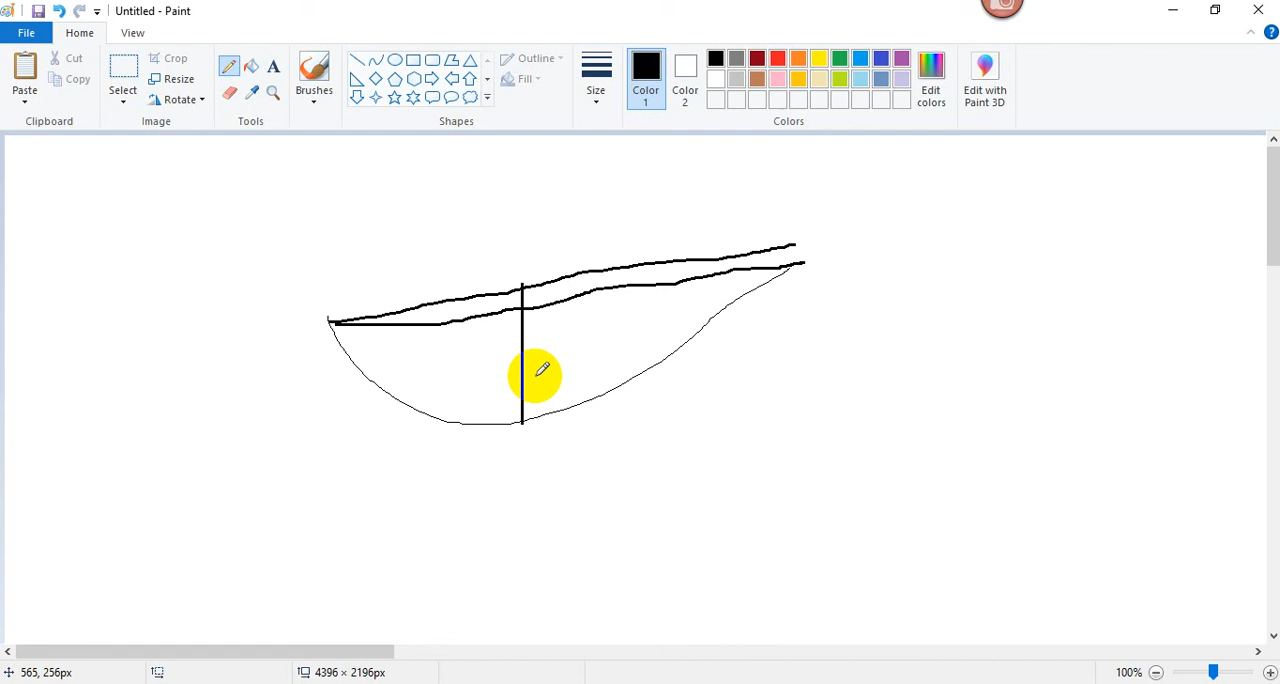 Untitled - Paint
File Home View
Paste
Cut
Copy
Clipboard
Select
Crop
Resize
Rotate
Image
A
Tools
Brushes
Outline
Fill
Shapes
Size
Color 1
Color 2
Edit colors
Edit with Paint 3D
Colors
?
565, 256px
4396 × 2196px
100%